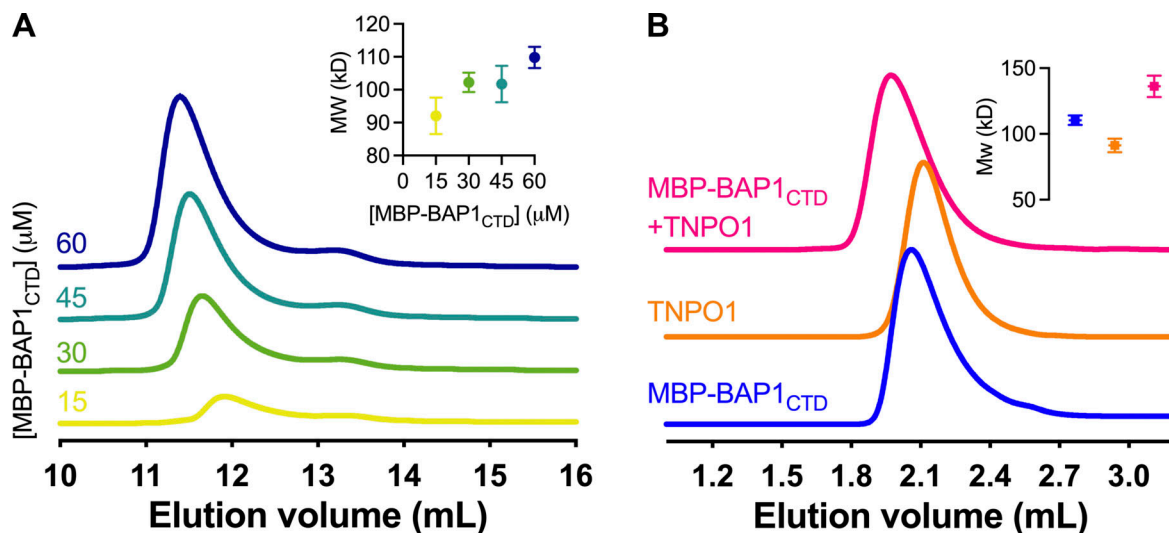 A
[MBP-BAP1CTD] (μM)
60
45
30
15
10 11 12 13 14 15 16
Elution volume (mL)
MW (kD)
120
110
100
90
80
0 15 30 45 60
[MBP-BAP1CTD] (μM)
B
MBP-BAP1CTD
+TNPO1
TNPO1
MBP-BAP1CTD
1.2 1.5 1.8 2.1 2.4 2.7 3.0
Elution volume (mL)
Mw (kD)
150
100
50